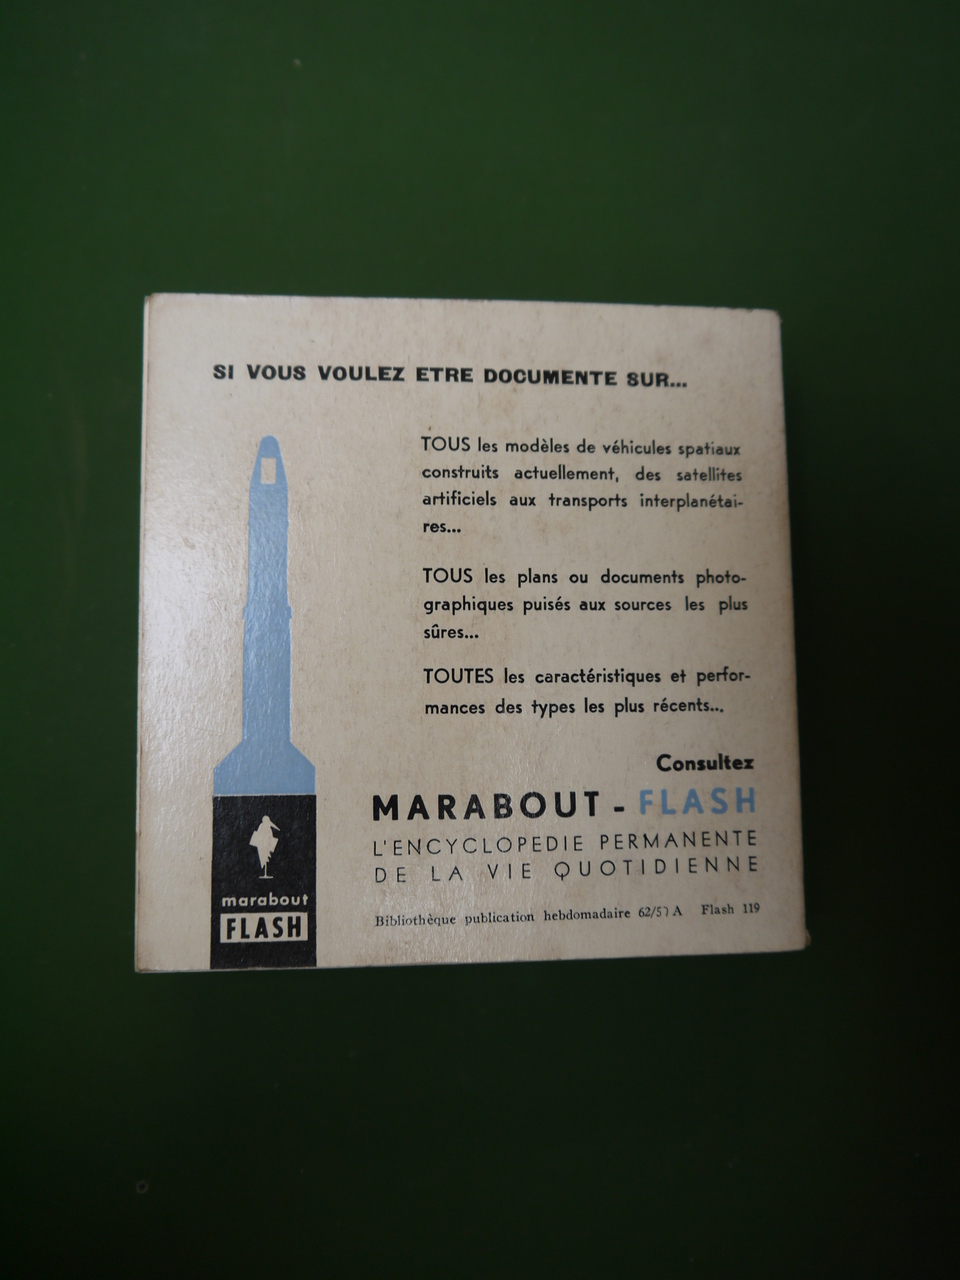 SI VOUS VOULEZ ETRE DOCUMENTE SUR...
TOUS les modèles de véhicules spatiaux
construits actuellement, des satellites
artificiels aux transports interplanétai-
res...
TOUS les plans ou documents photo-
graphiques puisés aux sources les plus
sûres...
TOUTES les caractéristiques et perfor-
mances des types les plus récents...
Consultez
MARABOUT - FLASH
L'ENCYCLOPEDIE PERMANENTE
DE LA VIE QUOTIDIENNE
Bibliothèque publication hebdomadaire A Flash 119
marabout
FLASH